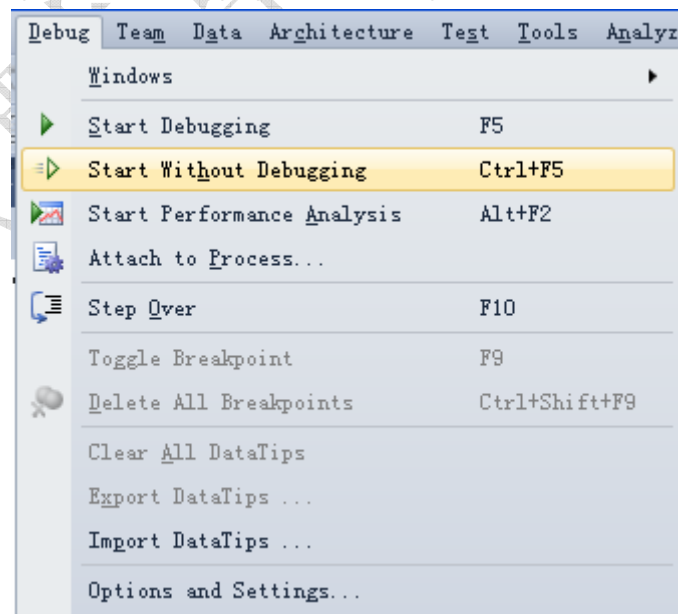 Debug Team Data Architecture Test Tools Analyz
Windows
Start Debugging F5
Start Without Debugging Ctrl+F5
Start Performance Analysis Alt+F2
Attach to Process...
Step Over F10
Toggle Breakpoint F9
Delete All Breakpoints Ctrl+Shift+F9
Clear All DataTips
Export DataTips ...
Import DataTips ...
Options and Settings...